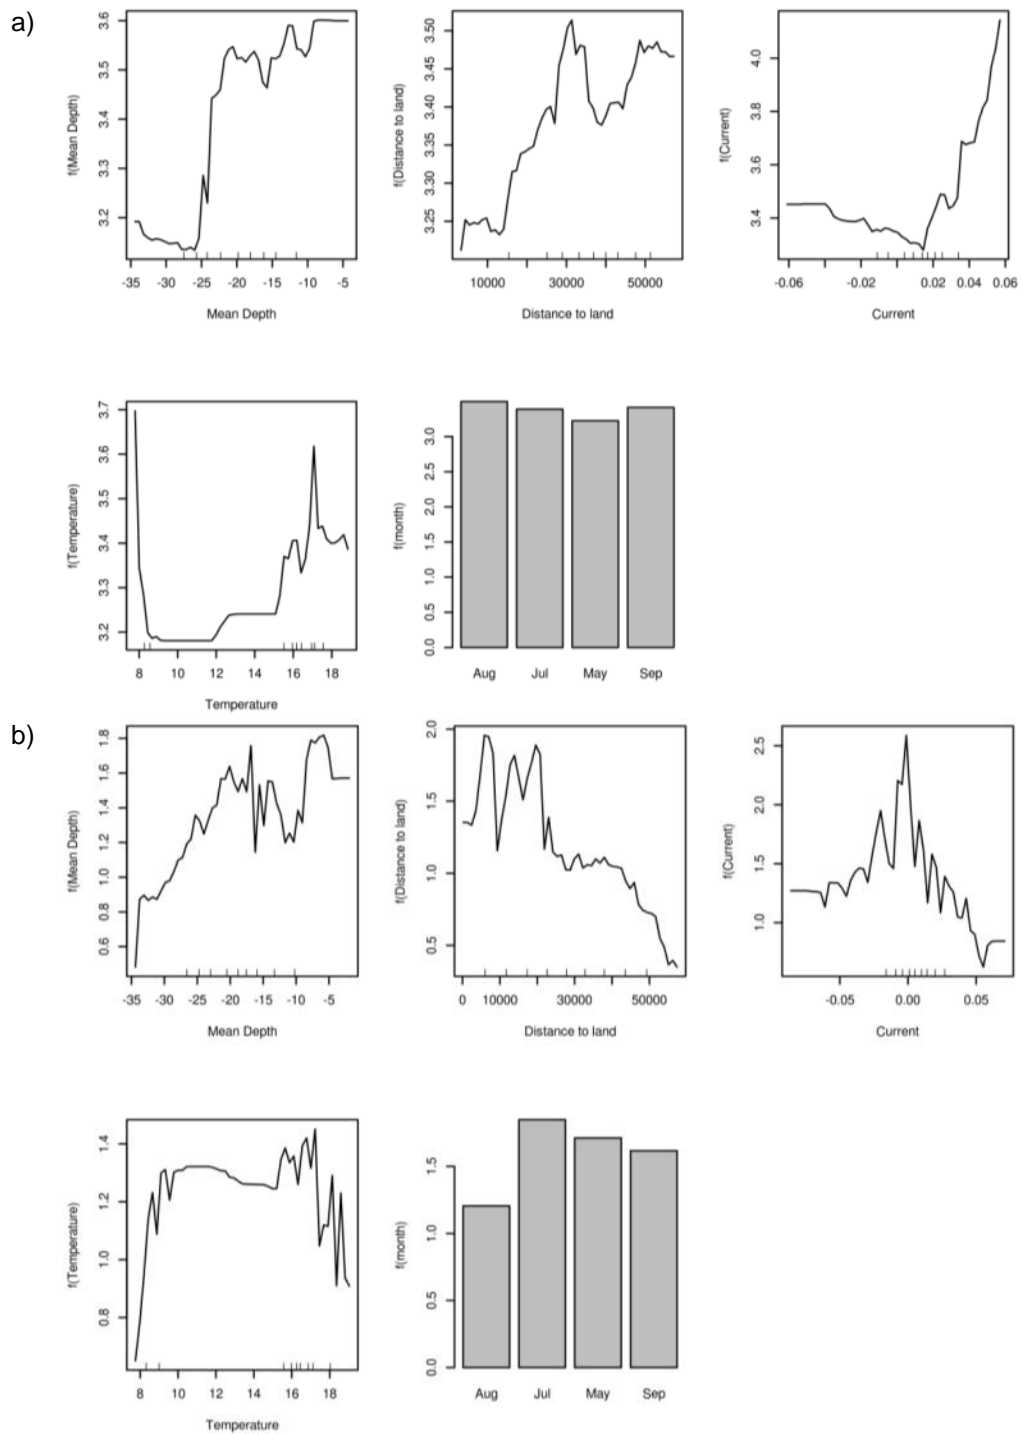 a)
f(Mean Depth)
3.2 3.3 3.4 3.5 3.6
-35 -30 -25 -20 -15 -10 -5
Mean Depth
f(Distance to land)
3.25 3.30 3.35 3.40 3.45 3.50
10000 30000 50000
Distance to land
f(Current)
3.4 3.6 3.8 4.0
-0.06 -0.02 0.02 0.04 0.06
Current
f(Temperature)
3.2 3.3 3.4 3.5 3.6 3.7
8 10 12 14 16 18
Temperature
f(month)
0.0 0.5 1.0 1.5 2.0 2.5 3.0
Aug Jul May Sep
b)
f(Mean Depth)
0.6 0.8 1.0 1.2 1.4 1.6 1.8
-35 -30 -25 -20 -15 -10 -5
Mean Depth
f(Distance to land)
0.5 1.0 1.5 2.0
0 10000 30000 50000
Distance to land
f(Current)
1.0 1.5 2.0 2.5
-0.05 0.00 0.05
Current
f(Temperature)
0.8 1.0 1.2 1.4
8 10 12 14 16 18
Temperature
f(month)
0.0 0.5 1.0 1.5
Aug Jul May Sep